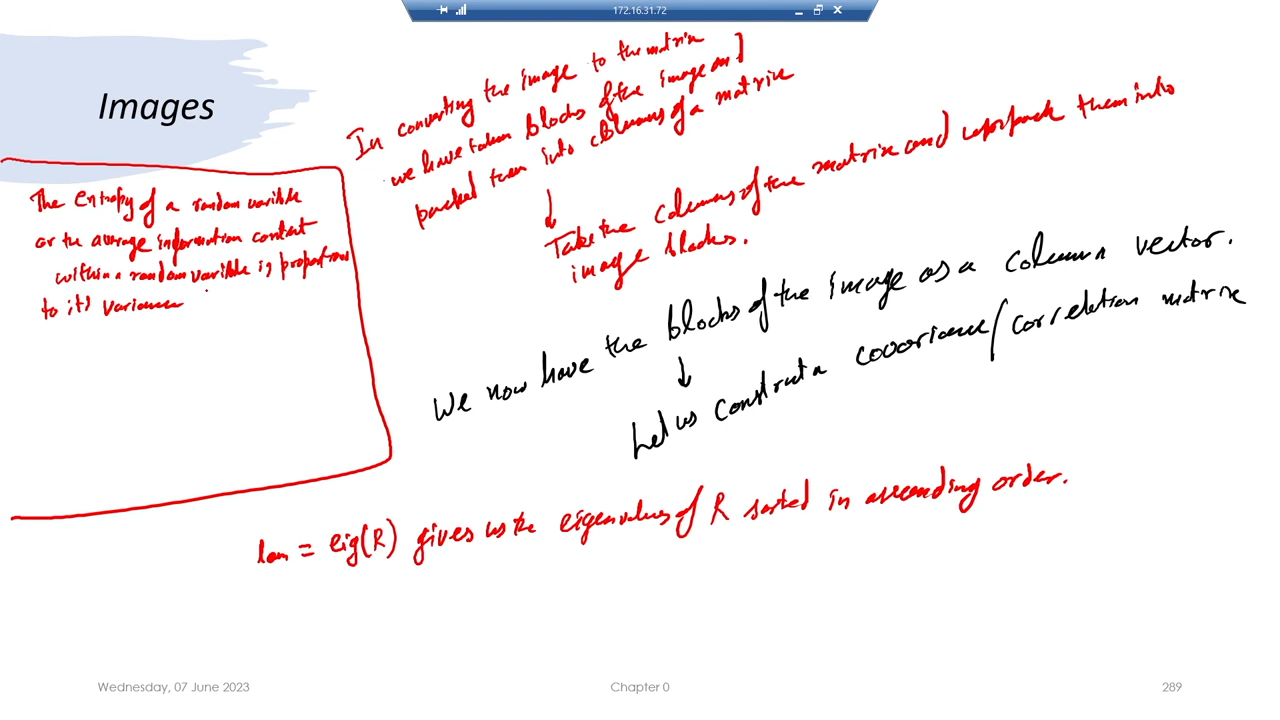 172.16.31.72
Images
In converting the image to the matrix
we have taken blocks of the image and
packed them into columns of a matrix
↓
Take the columns of the matrix and unpack them into
image blocks.
The entropy of a random varible
or the average information content
within a random varible is proportional
to it's variance
We now have the blocks of the image as a column vector.
↓
Let us construct a covariance/correlation matrix
lam = eig(R) gives us the eigenvalues of R sorted in ascending order.
Wednesday, 07 June 2023
Chapter 0
289